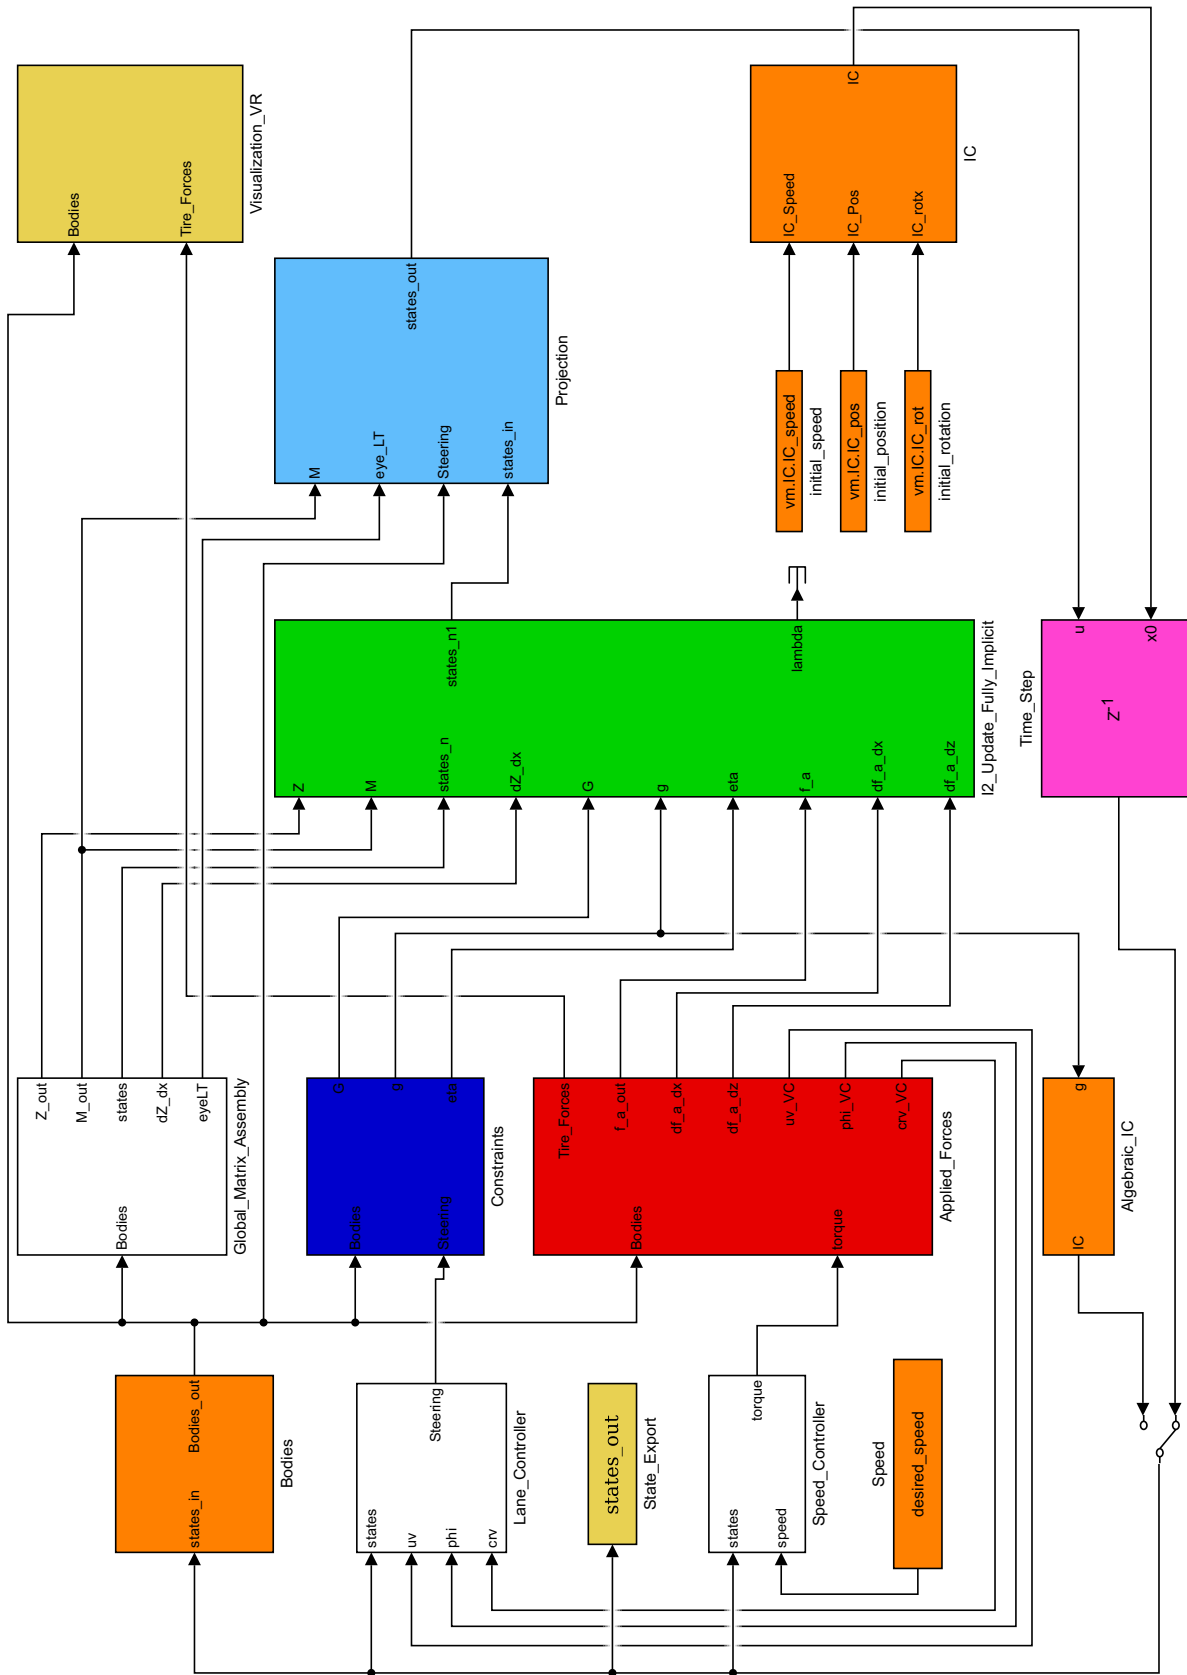 states_in
Bodies_out
Bodies
states
uv
phi
crv
Steering
Lane_Controller
states_out
State_Export
states
speed
torque
Speed_Controller
Speed
desired_speed
Bodies
Z_out
M_out
states
dZ_dx
eyeLT
Global_Matrix_Assembly
Bodies
Steering
G
g
eta
Constraints
Bodies
torque
Tire_Forces
f_a_out
df_a_dx
df_a_dz
uv_VC
phi_VC
crv_VC
Applied_Forces
IC
g
Algebraic_IC
Z
M
states_n
dZ_dx
G
g
eta
f_a
df_a_dx
df_a_dz
states_n1
lambda
I2_Update_Fully_Implicit
Time_Step
z-1
u
x0
M
eye_LT
Steering
states_in
states_out
Projection
vm.IC.IC_speed
initial_speed
vm.IC.IC_pos
initial_position
vm.IC.IC_rot
initial_rotation
Bodies
Tire_Forces
Visualization_VR
IC_Speed
IC_Pos
IC_rotx
IC
IC